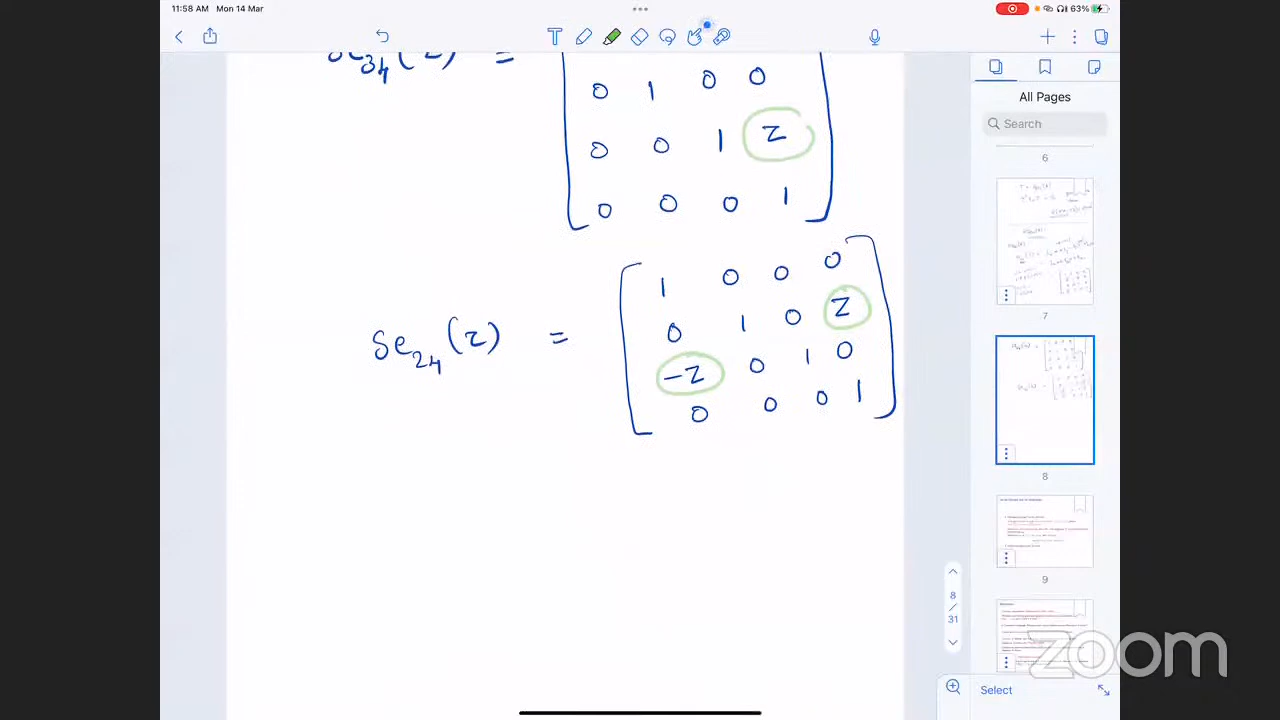 11:58 AM Mon 14 Mar
63%
All Pages
Search
6
se₃₄(z) =
0 1 0 0
0 0 1 z
0 0 0 1
7
se₂₄(z) =
1 0 0 0
0 1 0 z
-z 0 1 0
0 0 0 1
8
9
8
/
31
zoom
Select